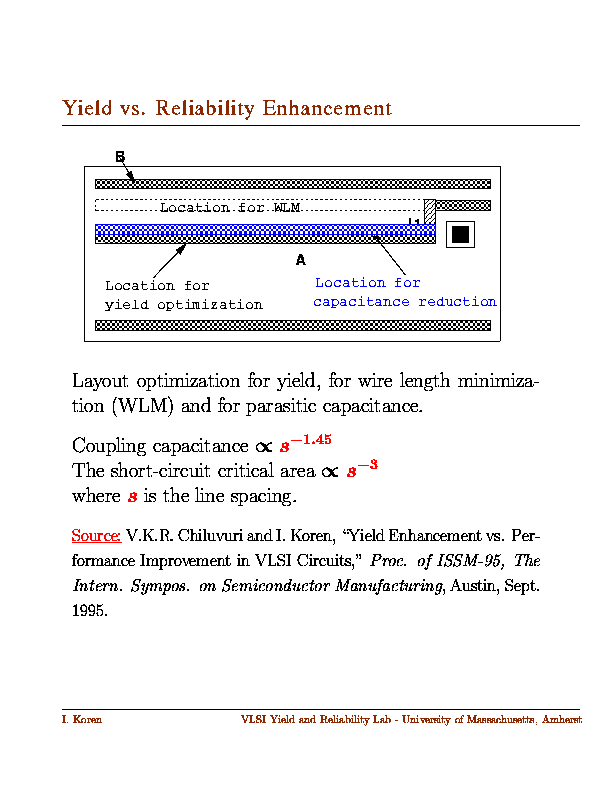 Yield vs. Reliability Enhancement
B
Location for WLM
L1
A
Location for
yield optimization
Location for
capacitance reduction
Layout optimization for yield, for wire length minimiza-
tion (WLM) and for parasitic capacitance.
Coupling capacitance ∝ s⁻¹·⁴⁵
The short-circuit critical area ∝ s⁻³
where s is the line spacing.
Source: V.K.R. Chiluvuri and I. Koren, “Yield Enhancement vs. Per-
formance Improvement in VLSI Circuits,” Proc. of ISSM-95, The
Intern. Sympos. on Semiconductor Manufacturing, Austin, Sept.
1995.
I. Koren VLSI Yield and Reliability Lab - University of Massachusetts, Amherst